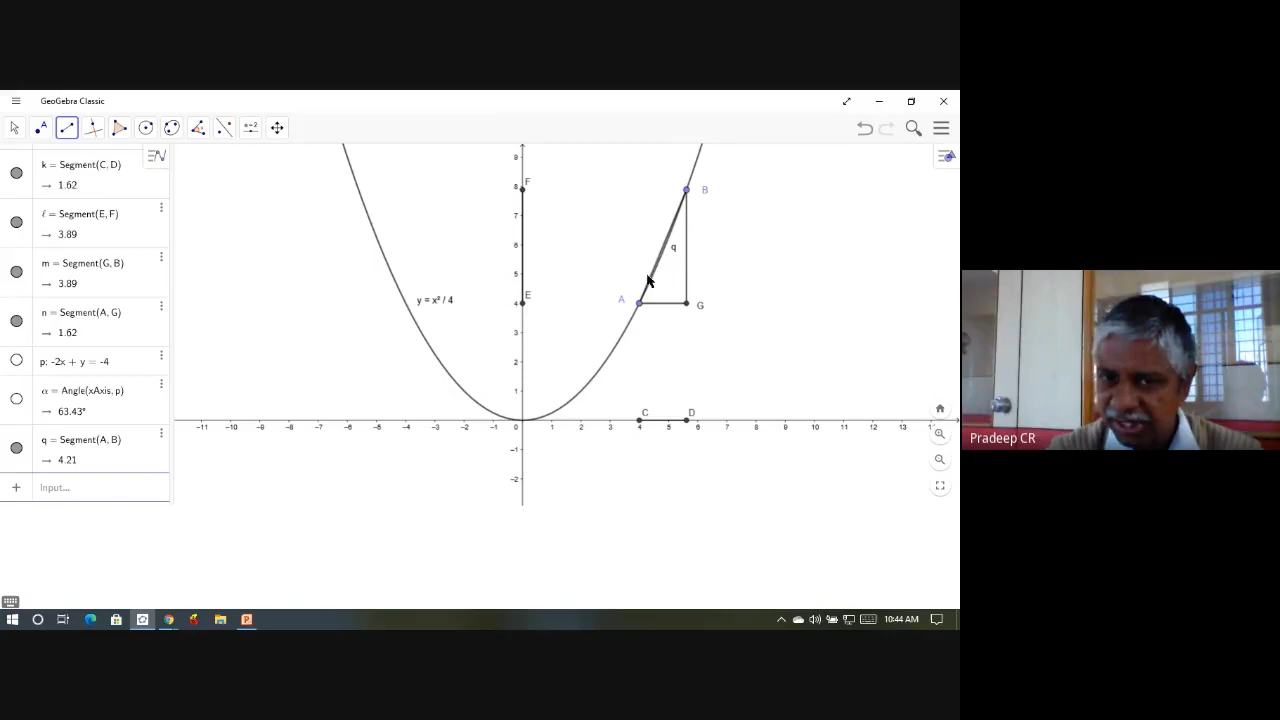 GeoGebra Classic
k = Segment(C, D)
→ 1.62
ℓ = Segment(E, F)
→ 3.89
m = Segment(G, B)
→ 3.89
n = Segment(A, G)
→ 1.62
p: -2x + y = -4
α = Angle(xAxis, p)
→ 63.43°
q = Segment(A, B)
→ 4.21
+ Input...
A
a=2
9
8
7
6
5
4
3
2
1
−1
−2
F
E
B
q
A
G
y = x² / 4
C
D
−11 −10 −9 −8 −7 −6 −5 −4 −3 −2 −1 0 1 2 3 4 5 6 7 8 9 10 11 12 13
Pradeep CR
10:44 AM